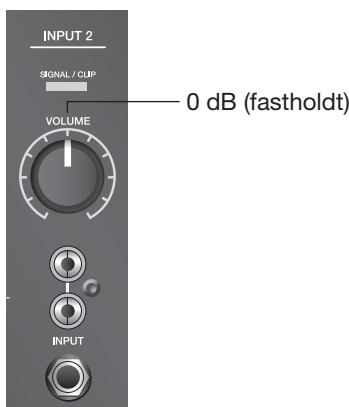 INPUT 2
SIGNAL / CLIP
0 dB (fastholdt)
VOLUME
INPUT